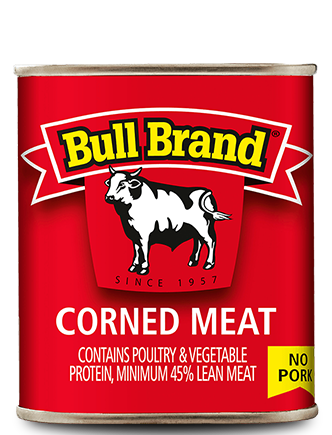 Bull Brand
SINCE 1957
CORNED MEAT
CONTAINS POULTRY & VEGETABLE
PROTEIN, MINIMUM 45% LEAN MEAT
NO
PORK